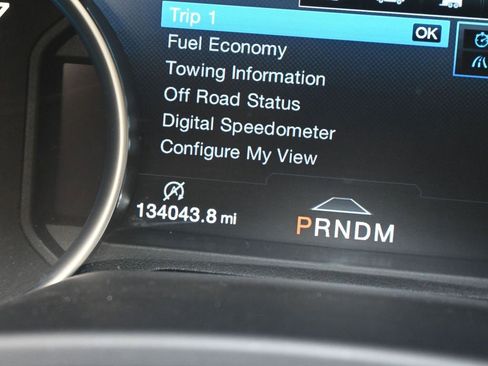 Trip 1 OK
Fuel Economy
Towing Information
Off Road Status
Digital Speedometer
Configure My View
134043.8 mi
PRNDM